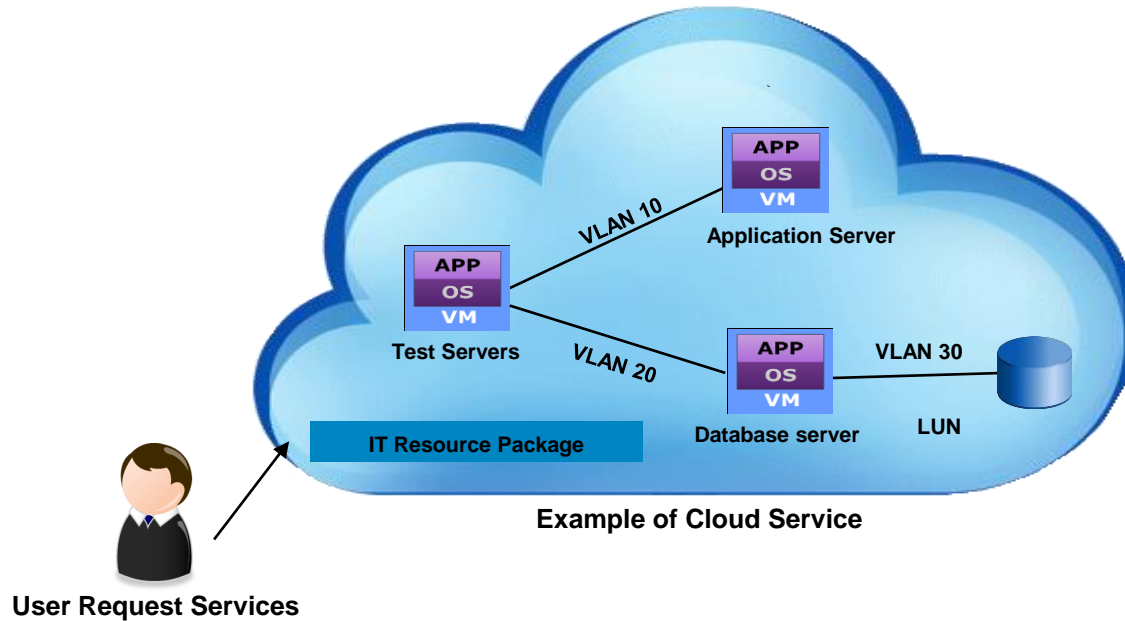 APP
OS
VM
Application Server
VLAN 10
APP
OS
VM
Test Servers
VLAN 20
APP
OS
VM
Database server
VLAN 30
LUN
IT Resource Package
Example of Cloud Service
User Request Services